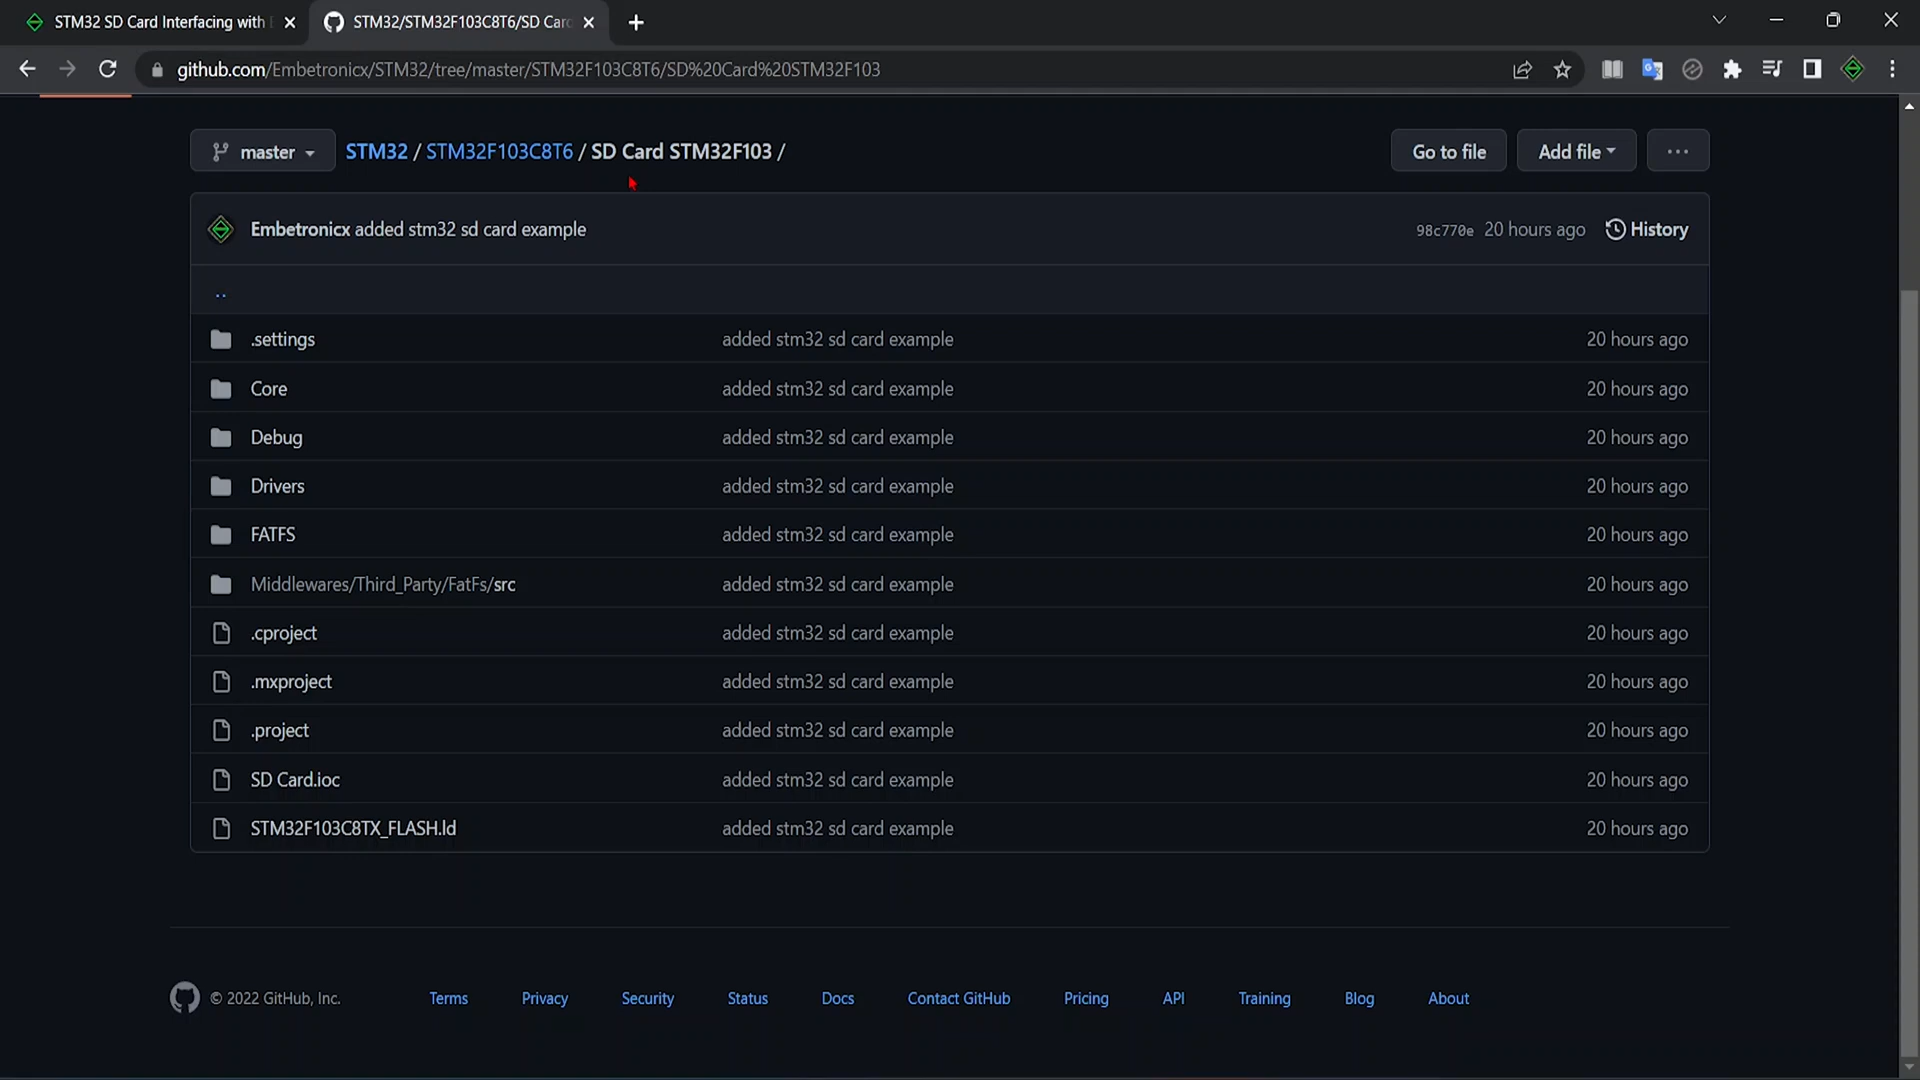 STM32 SD Card Interfacing with
STM32/STM32F103C8T6/SD Car
github.com/Embetronicx/STM32/tree/master/STM32F103C8T6/SD%20Card%20STM32F103
master STM32 / STM32F103C8T6 / SD Card STM32F103 / Go to file Add file ...
Embetronicx added stm32 sd card example 98c770e 20 hours ago History
..
.settings added stm32 sd card example 20 hours ago
Core added stm32 sd card example 20 hours ago
Debug added stm32 sd card example 20 hours ago
Drivers added stm32 sd card example 20 hours ago
FATFS added stm32 sd card example 20 hours ago
Middlewares/Third_Party/FatFs/src added stm32 sd card example 20 hours ago
.cproject added stm32 sd card example 20 hours ago
.mxproject added stm32 sd card example 20 hours ago
.project added stm32 sd card example 20 hours ago
SD Card.ioc added stm32 sd card example 20 hours ago
STM32F103C8TX_FLASH.ld added stm32 sd card example 20 hours ago
© 2022 GitHub, Inc. Terms Privacy Security Status Docs Contact GitHub Pricing API Training Blog About